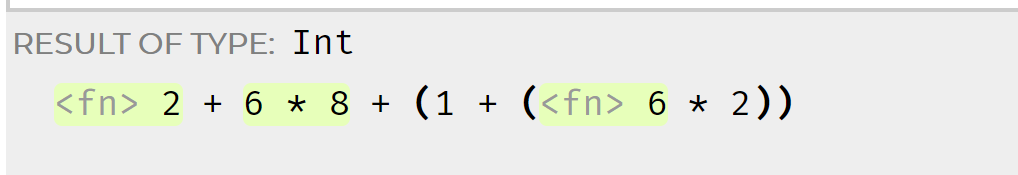 RESULT OF TYPE: Int
<fn> 2 + 6 * 8 + (1 + (<fn> 6 * 2))